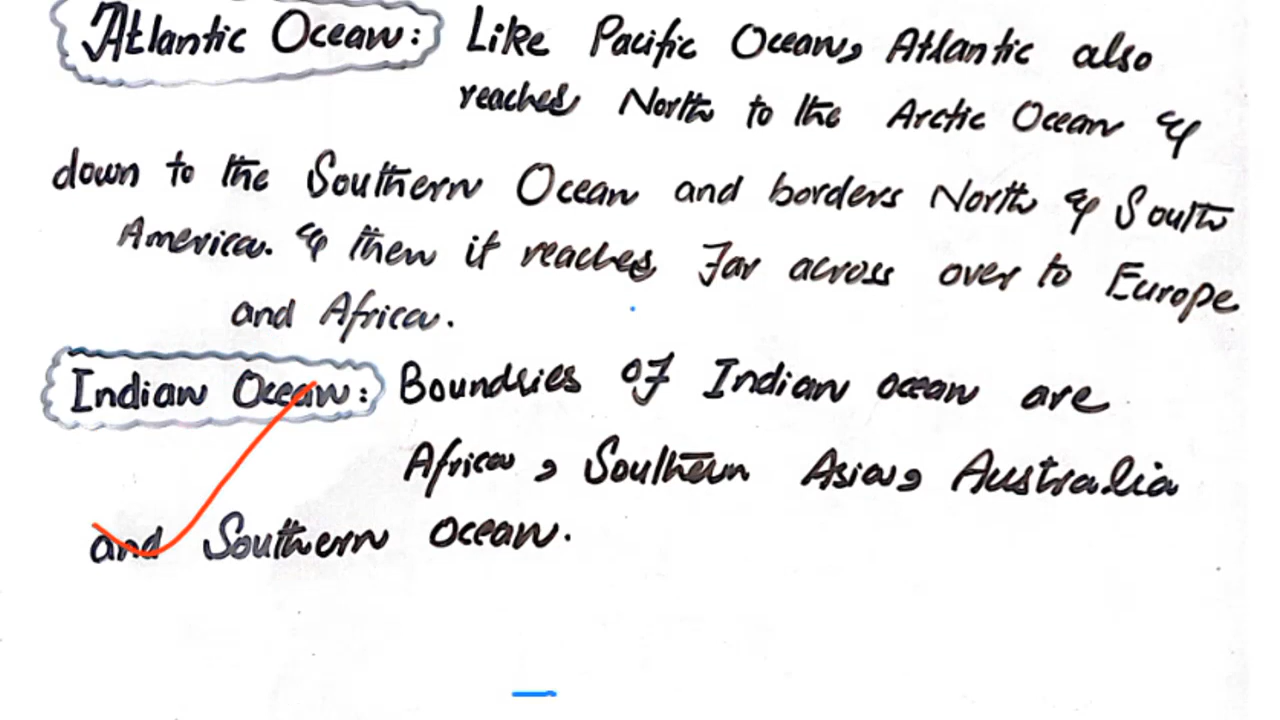 Atlantic Ocean: Like Pacific Ocean, Atlantic also
reaches North to the Arctic Ocean &
down to the Southern Ocean and borders North & South
America. & then it reaches far across over to Europe
and Africa.
Indian Ocean: Boundries of Indian ocean are
Africa, Southern Asia, Australia
and Southern Ocean.